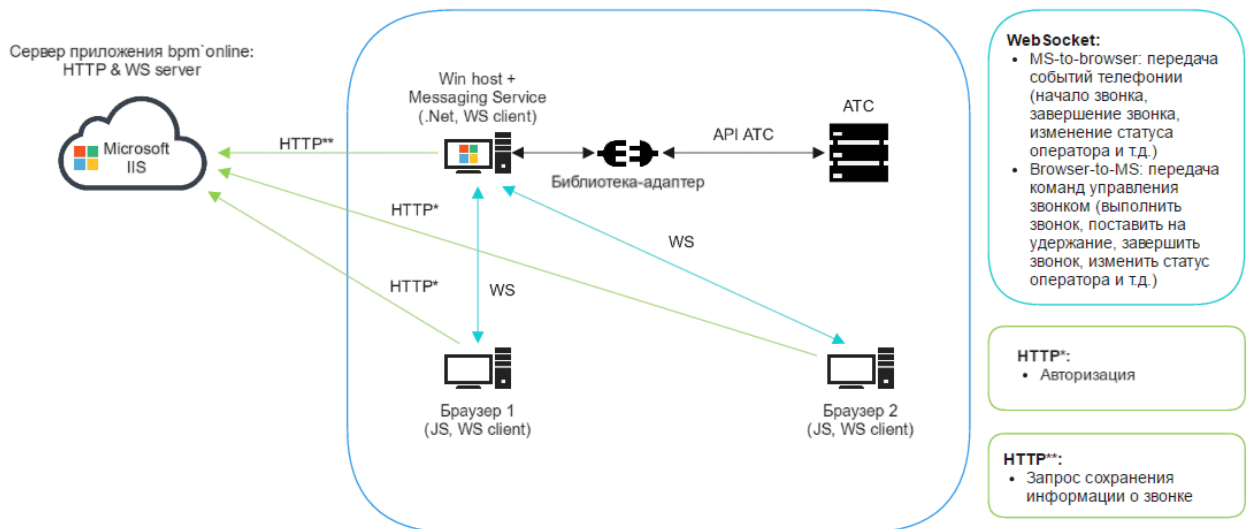 Сервер приложения bpm`online:
HTTP & WS server
Microsoft
IIS
HTTP**
Win host +
Messaging Service
(.Net, WS client)
Библиотека-адаптер
API ATC
ATC
HTTP*
HTTP*
WS
WS
Браузер 1
(JS, WS client)
Браузер 2
(JS, WS client)
WebSocket:
• MS-to-browser: передача
событий телефонии
(начало звонка,
завершение звонка,
изменение статуса
оператора и т.д.)
• Browser-to-MS: передача
команд управления
звонком (выполнить
звонок, поставить на
удержание, завершить
звонок, изменить статус
оператора и т.д.)
HTTP*:
• Авторизация
HTTP**:
• Запрос сохранения
информации о звонке